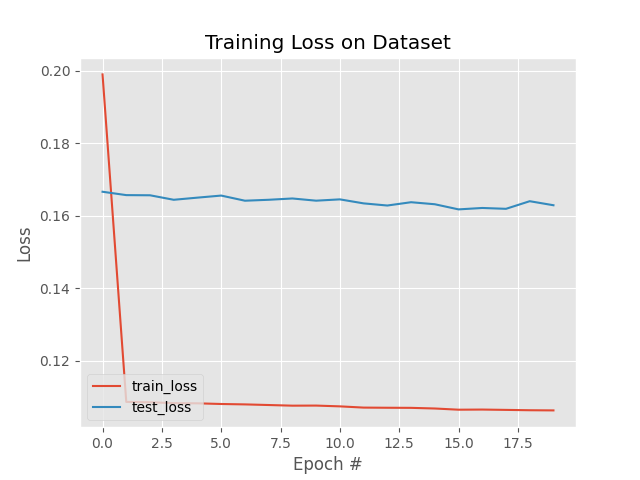 Training Loss on Dataset
0.20
0.18
0.16
0.14
0.12
Loss
train_loss
test_loss
0.0 2.5 5.0 7.5 10.0 12.5 15.0 17.5
Epoch #